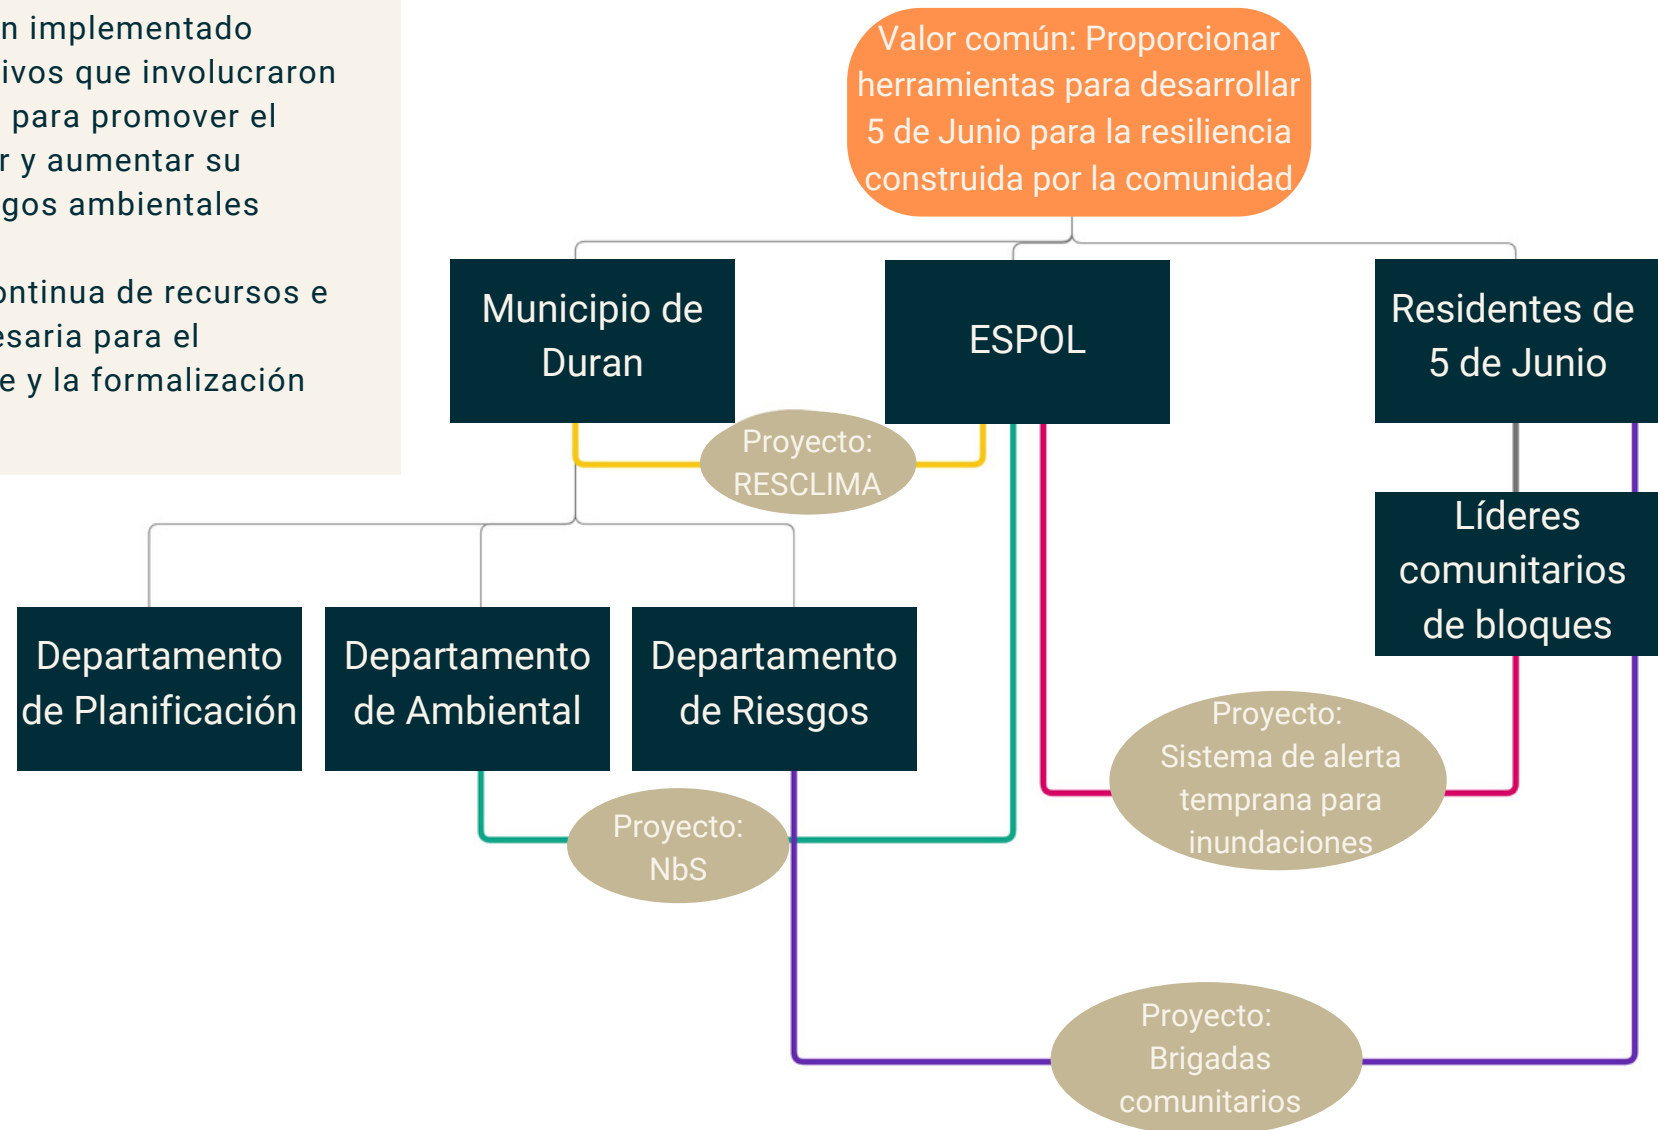 n implementado
ivos que involucraron
para promover el
r y aumentar su
gos ambientales
ontinua de recursos e
esaria para el
e y la formalización
Valor común: Proporcionar
herramientas para desarrollar
5 de Junio para la resiliencia
construida por la comunidad
Municipio de
Duran
ESPOL
Residentes de
5 de Junio
Proyecto:
RESCLIMA
Líderes
comunitarios
de bloques
Departamento
de Planificación
Departamento
de Ambiental
Departamento
de Riesgos
Proyecto:
Sistema de alerta
temprana para
inundaciones
Proyecto:
NbS
Proyecto:
Brigadas
comunitarios